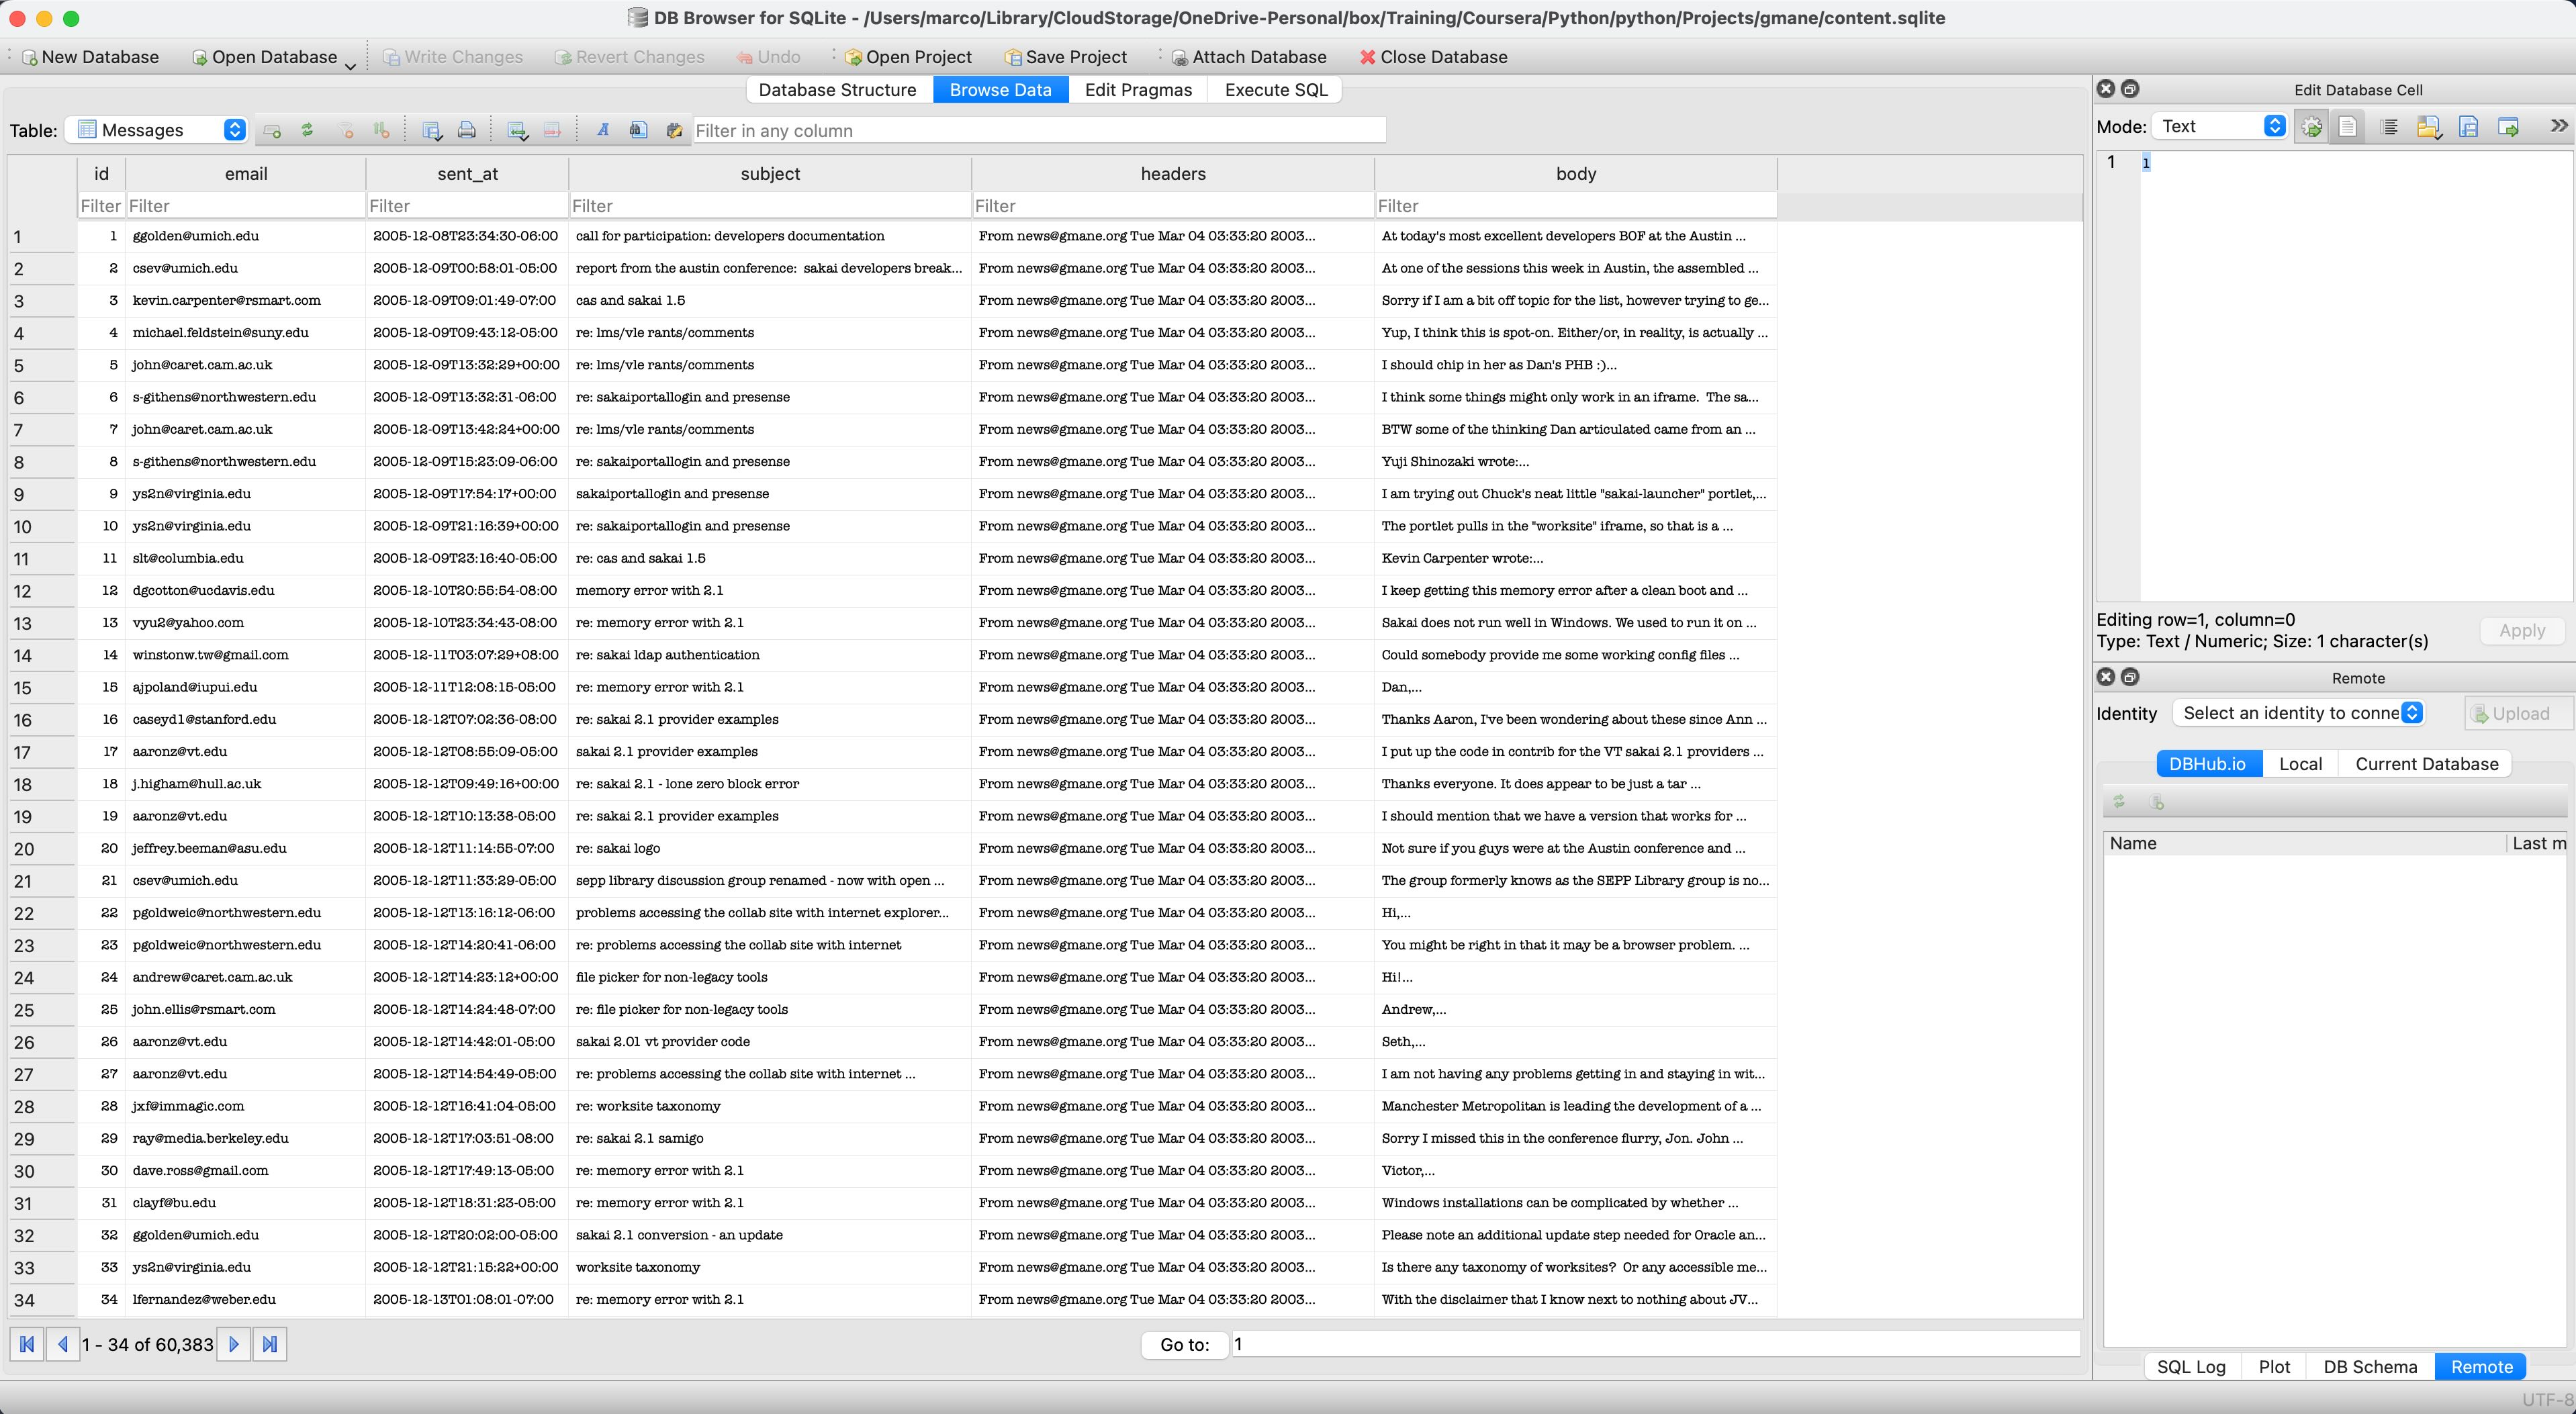 DB Browser for SQLite - /Users/marco/Library/CloudStorage/OneDrive-Personal/box/Training/Coursera/Python/python/Projects/gmane/content.sqlite
New Database Open Database Write Changes Revert Changes Undo Open Project Save Project Attach Database Close Database
Database Structure Browse Data Edit Pragmas Execute SQL
Table: Messages Filter in any column
id email sent_at subject headers body
Filter Filter Filter Filter Filter Filter
1 1 ggolden@umich.edu 2005-12-08T23:34:30-06:00 call for participation: developers documentation From news@gmane.org Tue Mar 04 03:33:20 2003... At today's most excellent developers BOF at the Austin ...
2 2 csev@umich.edu 2005-12-09T00:58:01-05:00 report from the austin conference:  sakai developers break... From news@gmane.org Tue Mar 04 03:33:20 2003... At one of the sessions this week in Austin, the assembled ...
3 3 kevin.carpenter@rsmart.com 2005-12-09T09:01:49-07:00 cas and sakai 1.5 From news@gmane.org Tue Mar 04 03:33:20 2003... Sorry if I am a bit off topic for the list, however trying to ge...
4 4 michael.feldstein@suny.edu 2005-12-09T09:43:12-05:00 re: lms/vle rants/comments From news@gmane.org Tue Mar 04 03:33:20 2003... Yup, I think this is spot-on. Either/or, in reality, is actually ...
5 5 john@caret.cam.ac.uk 2005-12-09T13:32:29+00:00 re: lms/vle rants/comments From news@gmane.org Tue Mar 04 03:33:20 2003... I should chip in her as Dan's PHB :)...
6 6 s-githens@northwestern.edu 2005-12-09T13:32:31-06:00 re: sakaiportallogin and presense From news@gmane.org Tue Mar 04 03:33:20 2003... I think some things might only work in an iframe.  The sa...
7 7 john@caret.cam.ac.uk 2005-12-09T13:42:24+00:00 re: lms/vle rants/comments From news@gmane.org Tue Mar 04 03:33:20 2003... BTW some of the thinking Dan articulated came from an ...
8 8 s-githens@northwestern.edu 2005-12-09T15:23:09-06:00 re: sakaiportallogin and presense From news@gmane.org Tue Mar 04 03:33:20 2003... Yuji Shinozaki wrote:...
9 9 ys2n@virginia.edu 2005-12-09T17:54:17+00:00 sakaiportallogin and presense From news@gmane.org Tue Mar 04 03:33:20 2003... I am trying out Chuck's neat little "sakai-launcher" portlet,...
10 10 ys2n@virginia.edu 2005-12-09T21:16:39+00:00 re: sakaiportallogin and presense From news@gmane.org Tue Mar 04 03:33:20 2003... The portlet pulls in the "worksite" iframe, so that is a ...
11 11 slt@columbia.edu 2005-12-09T23:16:40-05:00 re: cas and sakai 1.5 From news@gmane.org Tue Mar 04 03:33:20 2003... Kevin Carpenter wrote:...
12 12 dgcotton@ucdavis.edu 2005-12-10T20:55:54-08:00 memory error with 2.1 From news@gmane.org Tue Mar 04 03:33:20 2003... I keep getting this memory error after a clean boot and ...
13 13 vyu2@yahoo.com 2005-12-10T23:34:43-08:00 re: memory error with 2.1 From news@gmane.org Tue Mar 04 03:33:20 2003... Sakai does not run well in Windows. We used to run it on ...
14 14 winstonw.tw@gmail.com 2005-12-11T03:07:29+08:00 re: sakai ldap authentication From news@gmane.org Tue Mar 04 03:33:20 2003... Could somebody provide me some working config files ...
15 15 ajpoland@iupui.edu 2005-12-11T12:08:15-05:00 re: memory error with 2.1 From news@gmane.org Tue Mar 04 03:33:20 2003... Dan,...
16 16 caseyd1@stanford.edu 2005-12-12T07:02:36-08:00 re: sakai 2.1 provider examples From news@gmane.org Tue Mar 04 03:33:20 2003... Thanks Aaron, I've been wondering about these since Ann ...
17 17 aaronz@vt.edu 2005-12-12T08:55:09-05:00 sakai 2.1 provider examples From news@gmane.org Tue Mar 04 03:33:20 2003... I put up the code in contrib for the VT sakai 2.1 providers ...
18 18 j.higham@hull.ac.uk 2005-12-12T09:49:16+00:00 re: sakai 2.1 - lone zero block error From news@gmane.org Tue Mar 04 03:33:20 2003... Thanks everyone. It does appear to be just a tar ...
19 19 aaronz@vt.edu 2005-12-12T10:13:38-05:00 re: sakai 2.1 provider examples From news@gmane.org Tue Mar 04 03:33:20 2003... I should mention that we have a version that works for ...
20 20 jeffrey.beeman@asu.edu 2005-12-12T11:14:55-07:00 re: sakai logo From news@gmane.org Tue Mar 04 03:33:20 2003... Not sure if you guys were at the Austin conference and ...
21 21 csev@umich.edu 2005-12-12T11:33:29-05:00 sepp library discussion group renamed - now with open ... From news@gmane.org Tue Mar 04 03:33:20 2003... The group formerly knows as the SEPP Library group is no...
22 22 pgoldweic@northwestern.edu 2005-12-12T13:16:12-06:00 problems accessing the collab site with internet explorer... From news@gmane.org Tue Mar 04 03:33:20 2003... Hi,...
23 23 pgoldweic@northwestern.edu 2005-12-12T14:20:41-06:00 re: problems accessing the collab site with internet From news@gmane.org Tue Mar 04 03:33:20 2003... You might be right in that it may be a browser problem. ...
24 24 andrew@caret.cam.ac.uk 2005-12-12T14:23:12+00:00 file picker for non-legacy tools From news@gmane.org Tue Mar 04 03:33:20 2003... Hi!...
25 25 john.ellis@rsmart.com 2005-12-12T14:24:48-07:00 re: file picker for non-legacy tools From news@gmane.org Tue Mar 04 03:33:20 2003... Andrew,...
26 26 aaronz@vt.edu 2005-12-12T14:42:01-05:00 sakai 2.01 vt provider code From news@gmane.org Tue Mar 04 03:33:20 2003... Seth,...
27 27 aaronz@vt.edu 2005-12-12T14:54:49-05:00 re: problems accessing the collab site with internet ... From news@gmane.org Tue Mar 04 03:33:20 2003... I am not having any problems getting in and staying in wit...
28 28 jxf@immagic.com 2005-12-12T16:41:04-05:00 re: worksite taxonomy From news@gmane.org Tue Mar 04 03:33:20 2003... Manchester Metropolitan is leading the development of a ...
29 29 ray@media.berkeley.edu 2005-12-12T17:03:51-08:00 re: sakai 2.1 samigo From news@gmane.org Tue Mar 04 03:33:20 2003... Sorry I missed this in the conference flurry, Jon. John ...
30 30 dave.ross@gmail.com 2005-12-12T17:49:13-05:00 re: memory error with 2.1 From news@gmane.org Tue Mar 04 03:33:20 2003... Victor,...
31 31 clayf@bu.edu 2005-12-12T18:31:23-05:00 re: memory error with 2.1 From news@gmane.org Tue Mar 04 03:33:20 2003... Windows installations can be complicated by whether ...
32 32 ggolden@umich.edu 2005-12-12T20:02:00-05:00 sakai 2.1 conversion - an update From news@gmane.org Tue Mar 04 03:33:20 2003... Please note an additional update step needed for Oracle an...
33 33 ys2n@virginia.edu 2005-12-12T21:15:22+00:00 worksite taxonomy From news@gmane.org Tue Mar 04 03:33:20 2003... Is there any taxonomy of worksites?  Or any accessible me...
34 34 lfernandez@weber.edu 2005-12-13T01:08:01-07:00 re: memory error with 2.1 From news@gmane.org Tue Mar 04 03:33:20 2003... With the disclaimer that I know next to nothing about JV...
1 - 34 of 60,383 Go to: 1
Edit Database Cell
Mode: Text
1 1
Editing row=1, column=0
Type: Text / Numeric; Size: 1 character(s)
Apply
Remote
Identity Select an identity to conne Upload
DBHub.io Local Current Database
Name Last m
SQL Log Plot DB Schema Remote
UTF-8